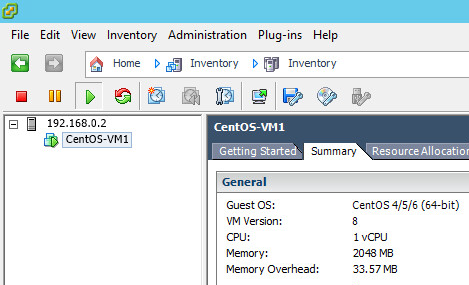 File Edit View Inventory Administration Plug-ins Help
Home Inventory Inventory
192.168.0.2
CentOS-VM1
CentOS-VM1
Getting Started Summary Resource Allocation
General
Guest OS: CentOS 4/5/6 (64-bit)
VM Version: 8
CPU: 1 vCPU
Memory: 2048 MB
Memory Overhead: 33.57 MB